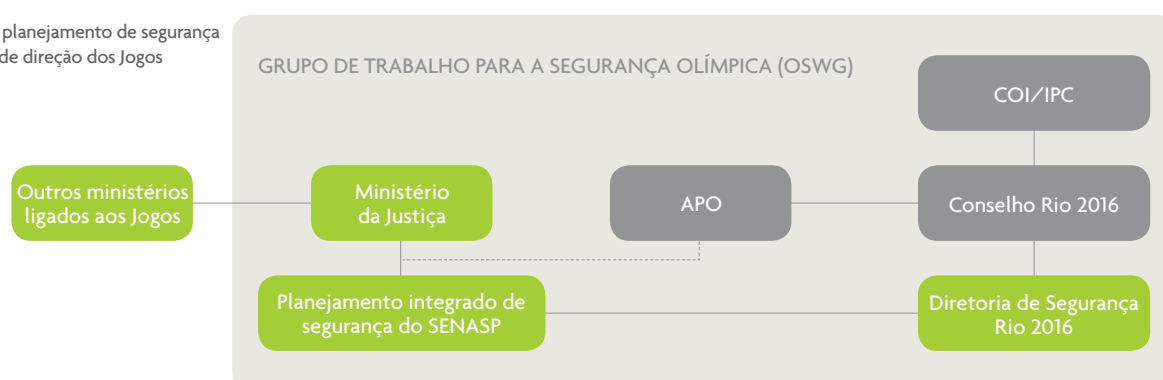 planejamento de segurança
de direção dos Jogos
GRUPO DE TRABALHO PARA A SEGURANÇA OLÍMPICA (OSWG)
COI/IPC
Outros ministérios
ligados aos Jogos
Ministério
da Justiça
APO
Conselho Rio 2016
Planejamento integrado de
segurança do SENASP
Diretoria de Segurança
Rio 2016